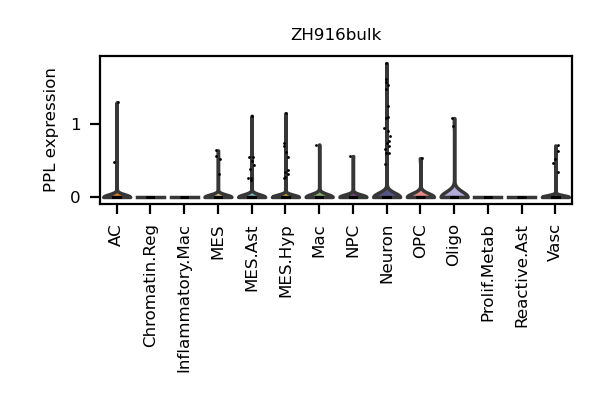 ZH916bulk
PPL expression
1
0
AC
Chromatin.Reg
Inflammatory.Mac
MES
MES.Ast
MES.Hyp
Mac
NPC
Neuron
OPC
Oligo
Prolif.Metab
Reactive.Ast
Vasc